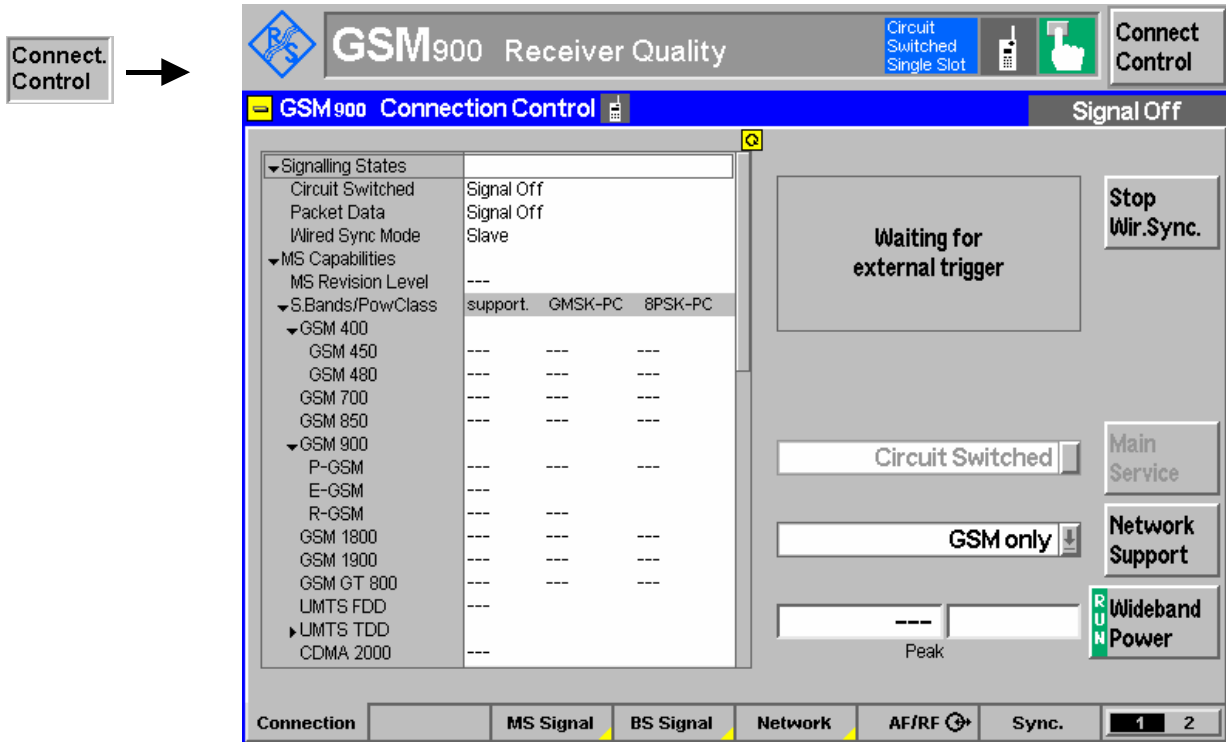 Connect.
Control
R S
GSM900 Receiver Quality
Circuit
Switched
Single Slot
Connect
Control
GSM900 Connection Control
Signal Off
Signalling States
Circuit Switched Signal Off
Packet Data Signal Off
Wired Sync Mode Slave
MS Capabilities
MS Revision Level ---
S.Bands/PowClass support. GMSK-PC 8PSK-PC
GSM 400
GSM 450 --- --- ---
GSM 480 --- --- ---
GSM 700 --- --- ---
GSM 850 --- --- ---
GSM 900
P-GSM --- --- ---
E-GSM ---
R-GSM --- ---
GSM 1800 --- --- ---
GSM 1900 --- --- ---
GSM GT 800 --- --- ---
UMTS FDD ---
UMTS TDD
CDMA 2000 ---
Waiting for
external trigger
Stop
Wir.Sync.
Circuit Switched
Main
Service
GSM only
Network
Support
---
Peak
RUN
Wideband
Power
Connection MS Signal BS Signal Network AF/RF Sync. 1 2